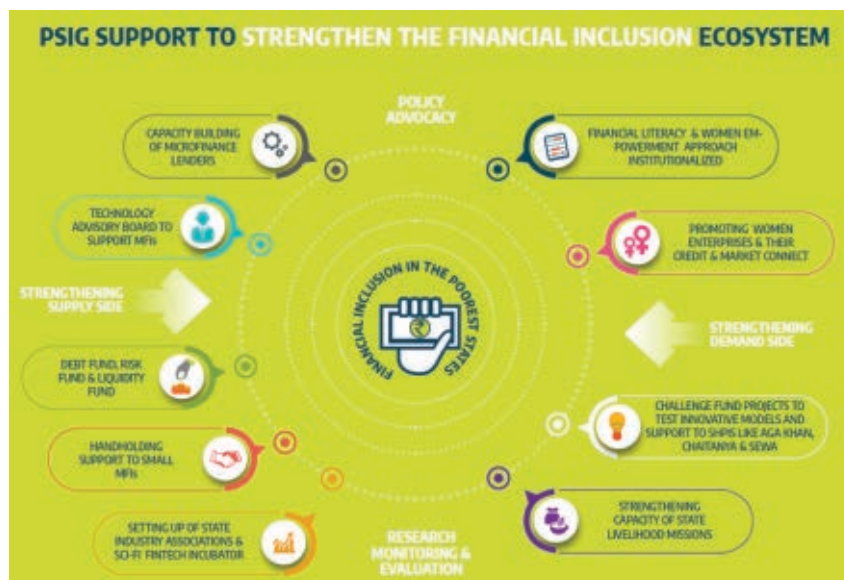 PSIG SUPPORT TO STRENGTHEN THE FINANCIAL INCLUSION ECOSYSTEM
POLICY
ADVOCACY
CAPACITY BUILDING
OF MICROFINANCE
LENDERS
TECHNOLOGY
ADVISORY BOARD TO
SUPPORT MFIs
STRENGTHENING
SUPPLY SIDE
DEBT FUND, RISK
FUND & LIQUIDITY
FUND
HANDHOLDING
SUPPORT TO SMALL
MFIs
SETTING UP OF STATE
INDUSTRY ASSOCIATIONS &
SCI-FI FINTECH INCUBATOR
FINANCIAL INCLUSION IN THE POOREST STATES
FINANCIAL LITERACY & WOMEN EM-
POWERMENT APPROACH
INSTITUTIONALIZED
PROMOTING WOMEN
ENTERPRISES & THEIR
CREDIT & MARKET CONNECT
STRENGTHENING
DEMAND SIDE
CHALLENGE FUND PROJECTS TO
TEST INNOVATIVE MODELS AND
SUPPORT TO SHPIS LIKE AGA KHAN,
CHAITANYA & SEWA
STRENGTHENING
CAPACITY OF STATE
LIVELIHOOD MISSIONS
RESEARCH
MONITORING &
EVALUATION